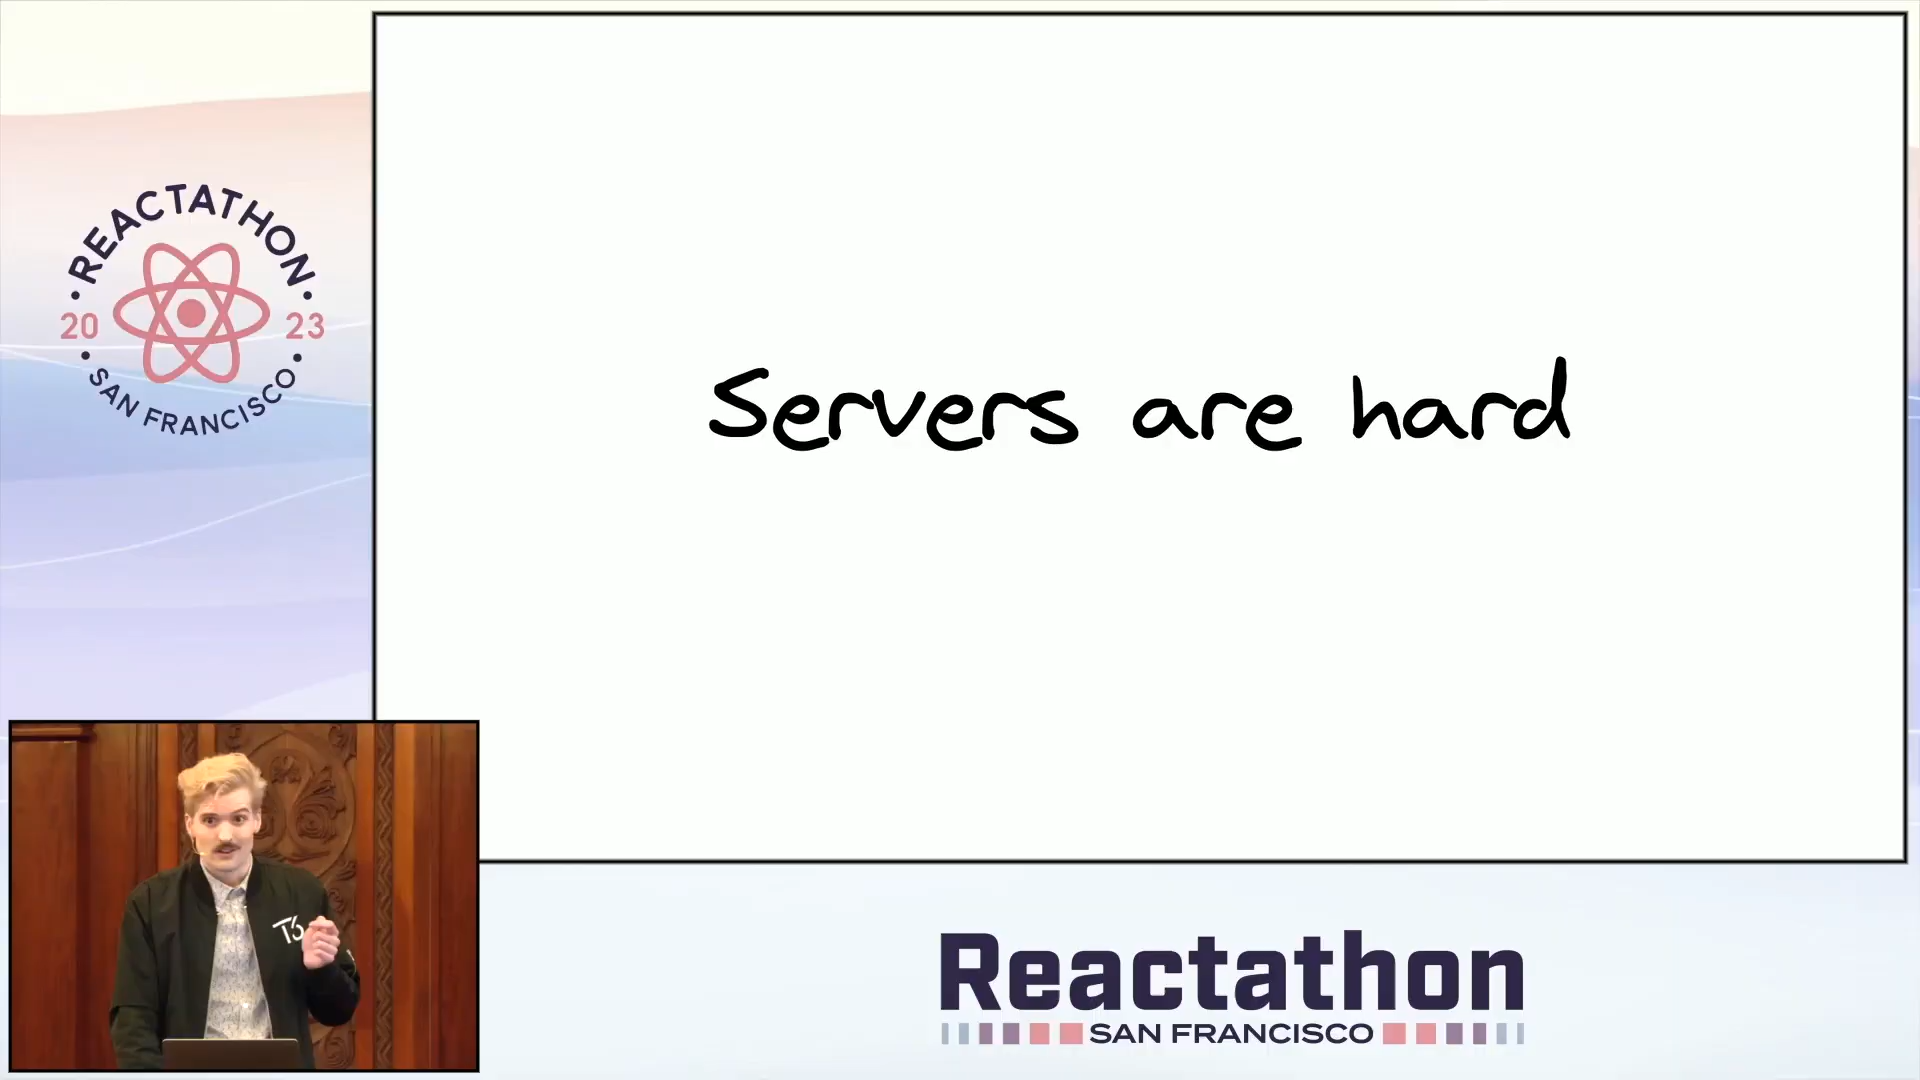 REACTATHON
20 23
SAN FRANCISCO
Servers are hard
T3
Reactathon
SAN FRANCISCO